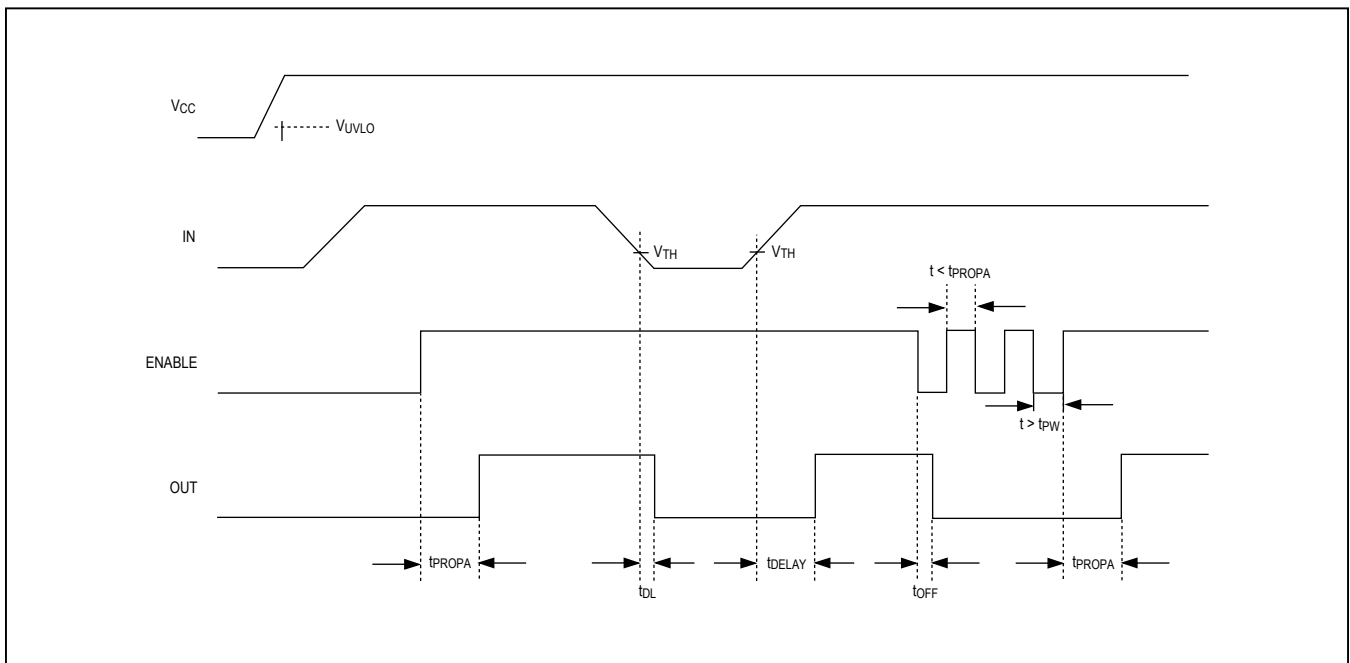 VCC
VUVLO
IN
VTH
VTH
t < tPROPA
ENABLE
t > tPW
OUT
tPROPA
tDL
tDELAY
tOFF
tPROPA